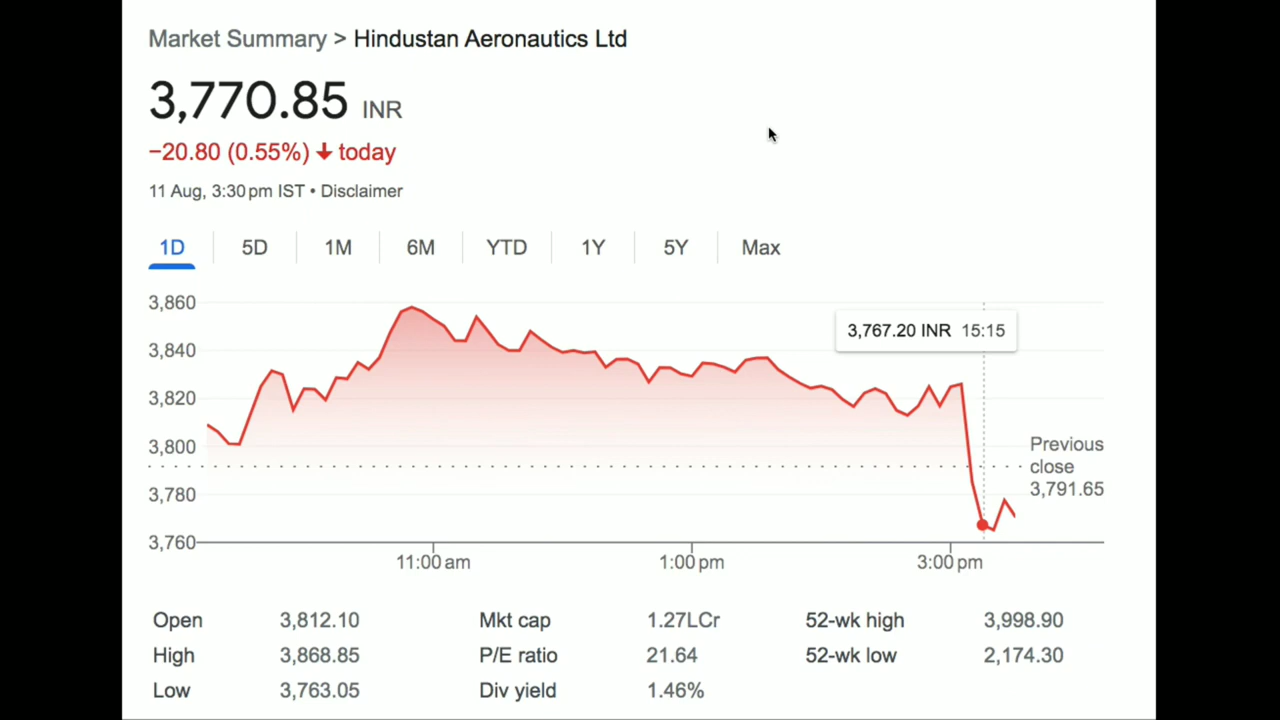 Market Summary > Hindustan Aeronautics Ltd
3,770.85 INR
−20.80 (0.55%) ↓ today
11 Aug, 3:30 pm IST • Disclaimer
1D 5D 1M 6M YTD 1Y 5Y Max
3,860
3,767.20 INR 15:15
3,840
3,820
3,800
Previous
close
3,791.65
3,780
3,760
11:00 am 1:00 pm 3:00 pm
Open 3,812.10 Mkt cap 1.27LCr 52-wk high 3,998.90
High 3,868.85 P/E ratio 21.64 52-wk low 2,174.30
Low 3,763.05 Div yield 1.46%